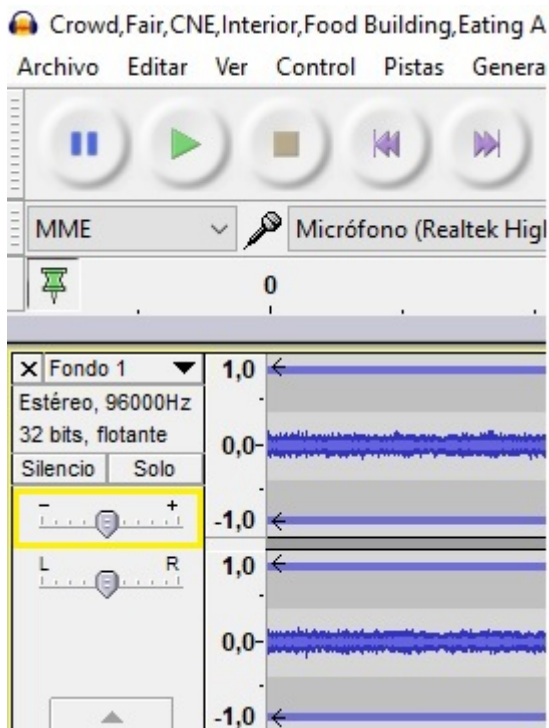 Crowd,Fair,CNE,Interior,Food Building,Eating A
Archivo Editar Ver Control Pistas Genera
MME Micrófono (Realtek Higl
0
Fondo 1
Estéreo, 96000Hz
32 bits, flotante
Silencio Solo
- +
L R
1,0
0,0-
-1,0
1,0
0,0-
-1,0